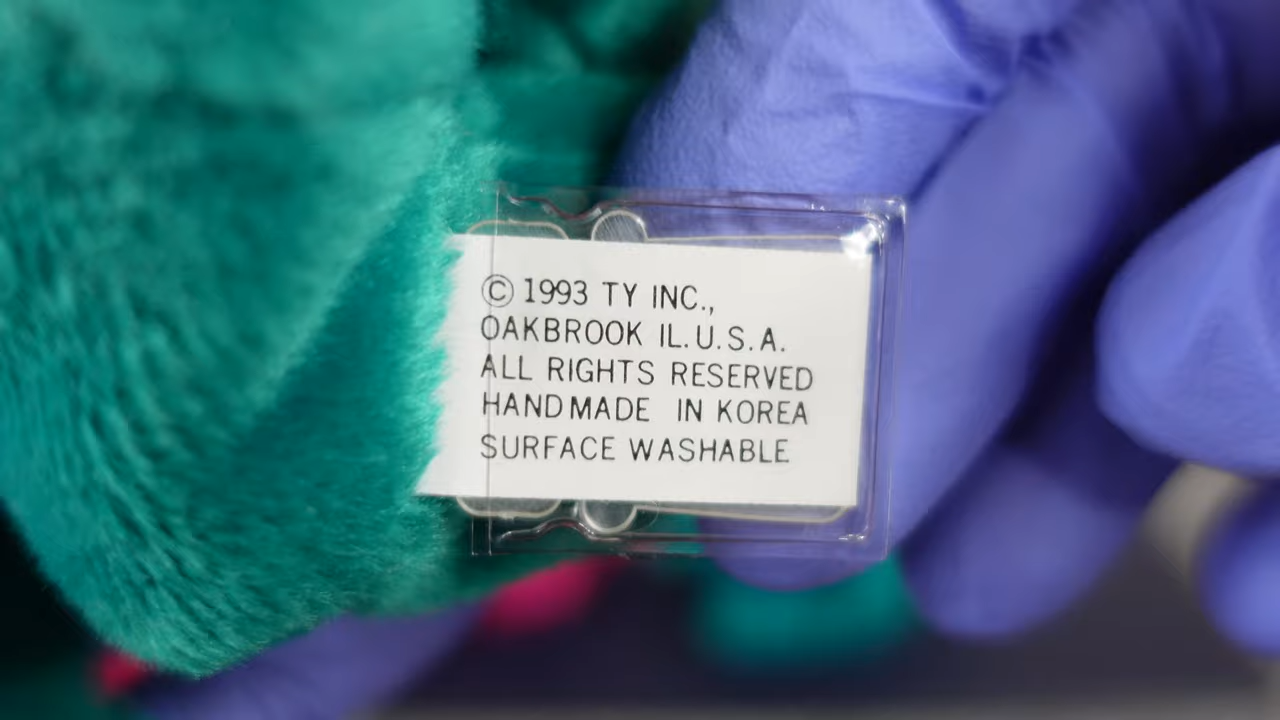 © 1993 TY INC.,
OAKBROOK IL. U.S.A.
ALL RIGHTS RESERVED
HANDMADE IN KOREA
SURFACE WASHABLE